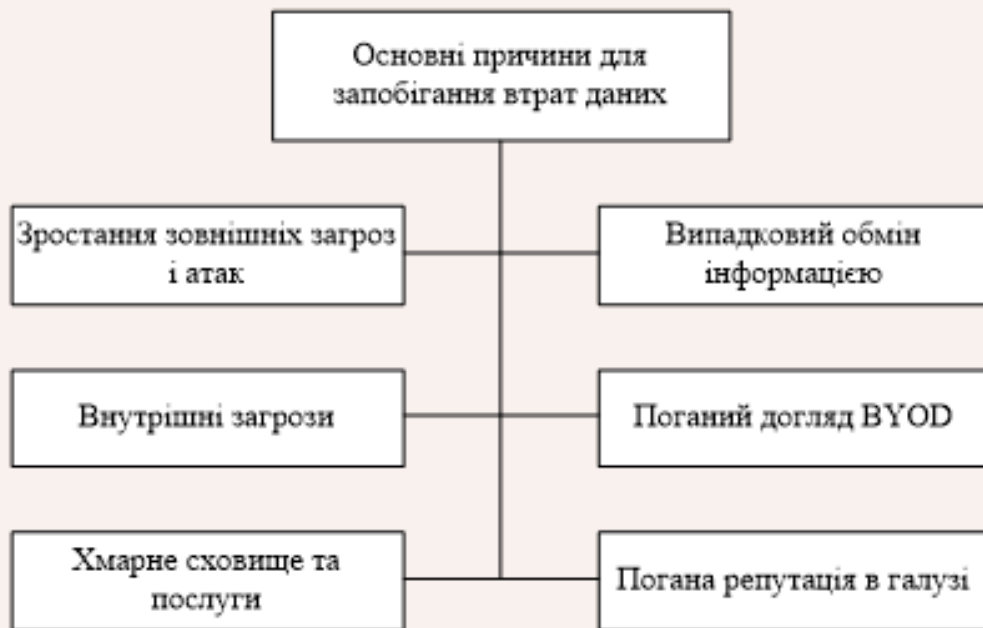 Основні причини для
запобігання втрат даних
Зростання зовнішніх загроз
і атак
Випадковий обмін
інформацією
Внутрішні загрози
Поганий догляд BYOD
Хмарне сховище та
послуги
Погана репутація в галузі